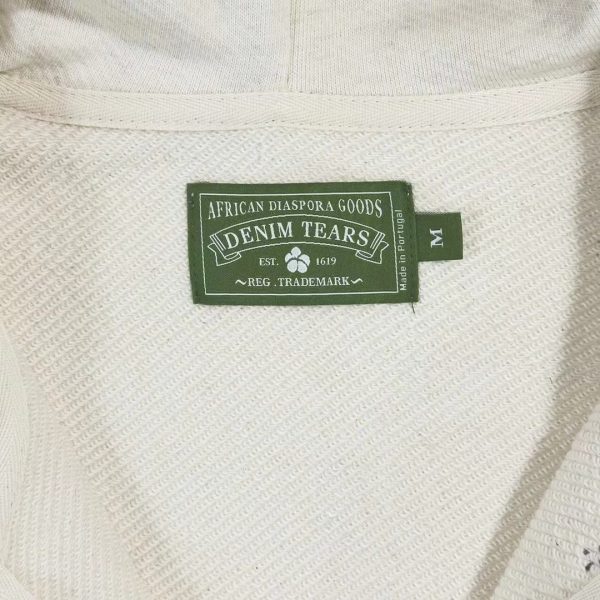 AFRICAN DIASPORA GOODS
DENIM TEARS
EST. 1619
~REG .TRADEMARK~
Made in Portugal
M